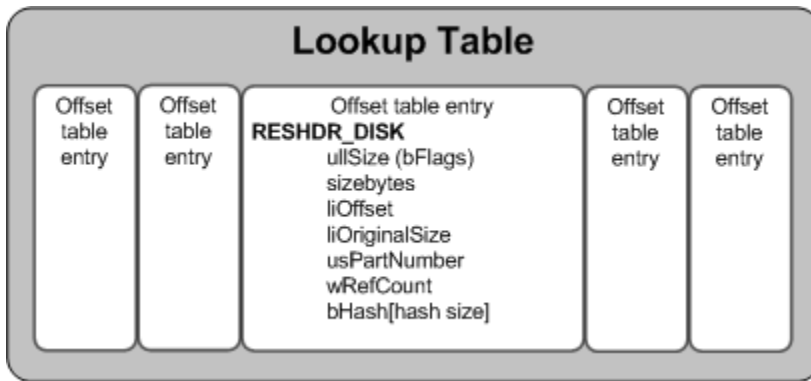 Lookup Table
Offset
table
entry
Offset
table
entry
Offset table entry
RESHDR_DISK
ullSize (bFlags)
sizebytes
liOffset
liOriginalSize
usPartNumber
wRefCount
bHash[hash size]
Offset
table
entry
Offset
table
entry